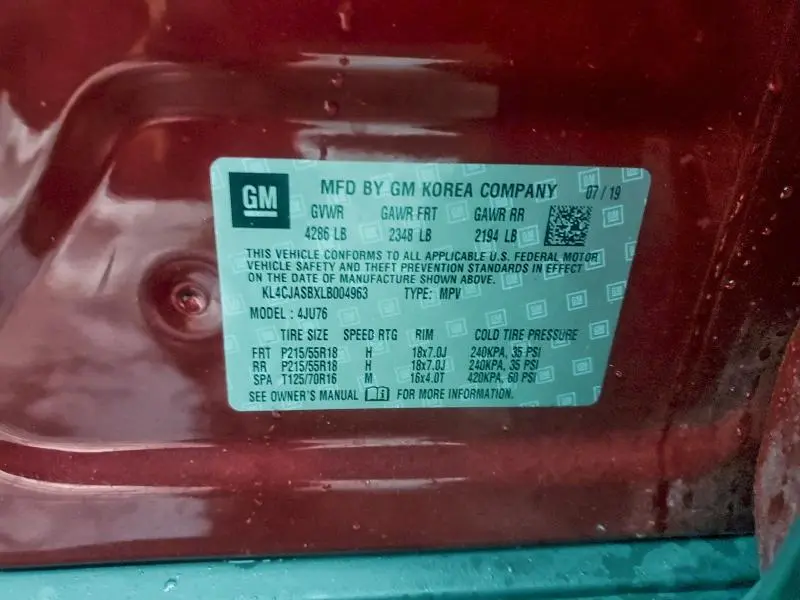 GM MFD BY GM KOREA COMPANY 07/19
GVWR GAWR FRT GAWR RR
4286 LB 2348 LB 2194 LB
THIS VEHICLE CONFORMS TO ALL APPLICABLE U.S. FEDERAL MOTOR
VEHICLE SAFETY AND THEFT PREVENTION STANDARDS IN EFFECT
ON THE DATE OF MANUFACTURE SHOWN ABOVE.
KL4CJASBXLB004963 TYPE: MPV
MODEL : 4JU76
TIRE SIZE SPEED RTG RIM COLD TIRE PRESSURE
FRT P215/55R18 H 18x7.0J 240KPA, 35 PSI
RR P215/55R18 H 18x7.0J 240KPA, 35 PSI
SPA T125/70R16 M 16x4.0T 420KPA, 60 PSI
SEE OWNER'S MANUAL FOR MORE INFORMATION.